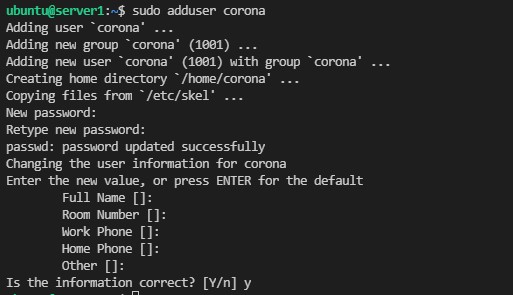 ubuntu@server1:~$ sudo adduser corona
Adding user `corona' ...
Adding new group `corona' (1001) ...
Adding new user `corona' (1001) with group `corona' ...
Creating home directory `/home/corona' ...
Copying files from `/etc/skel' ...
New password:
Retype new password:
passwd: password updated successfully
Changing the user information for corona
Enter the new value, or press ENTER for the default
Full Name []:
Room Number []:
Work Phone []:
Home Phone []:
Other []:
Is the information correct? [Y/n] y